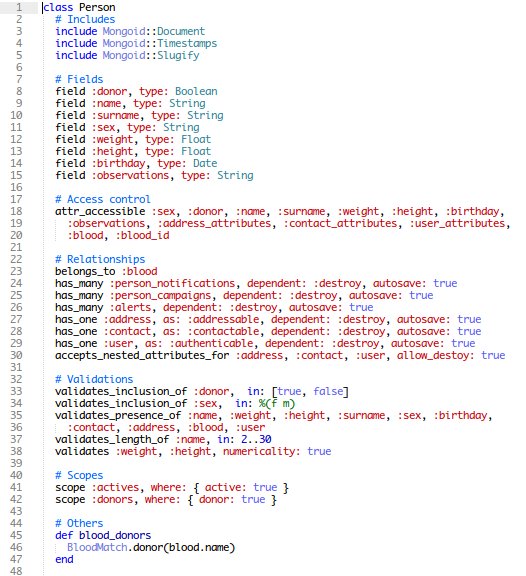 1 class Person
2   # Includes
3   include Mongoid::Document
4   include Mongoid::Timestamps
5   include Mongoid::Slugify
6
7   # Fields
8   field :donor, type: Boolean
9   field :name, type: String
10   field :surname, type: String
11   field :sex, type: String
12   field :weight, type: Float
13   field :height, type: Float
14   field :birthday, type: Date
15   field :observations, type: String
16
17   # Access control
18   attr_accessible :sex, :donor, :name, :surname, :weight, :height, :birthday,
19     :observations, :address_attributes, :contact_attributes, :user_attributes,
20     :blood, :blood_id
21
22   # Relationships
23   belongs_to :blood
24   has_many :person_notifications, dependent: :destroy, autosave: true
25   has_many :person_campaigns, dependent: :destroy, autosave: true
26   has_many :alerts, dependent: :destroy, autosave: true
27   has_one :address, as: :addressable, dependent: :destroy, autosave: true
28   has_one :contact, as: :contactable, dependent: :destroy, autosave: true
29   has_one :user, as: :authenticable, dependent: :destroy, autosave: true
30   accepts_nested_attributes_for :address, :contact, :user, allow_destoy: true
31
32   # Validations
33   validates_inclusion_of :donor,  in: [true, false]
34   validates_inclusion_of :sex,  in: %(f m)
35   validates_presence_of :name, :weight, :height, :surname, :sex, :birthday,
36     :contact, :address, :blood, :user
37   validates_length_of :name, in: 2..30
38   validates :weight, :height, numericality: true
39
40   # Scopes
41   scope :actives, where: { active: true }
42   scope :donors, where: { donor: true }
43
44   # Others
45   def blood_donors
46     BloodMatch.donor(blood.name)
47   end
48